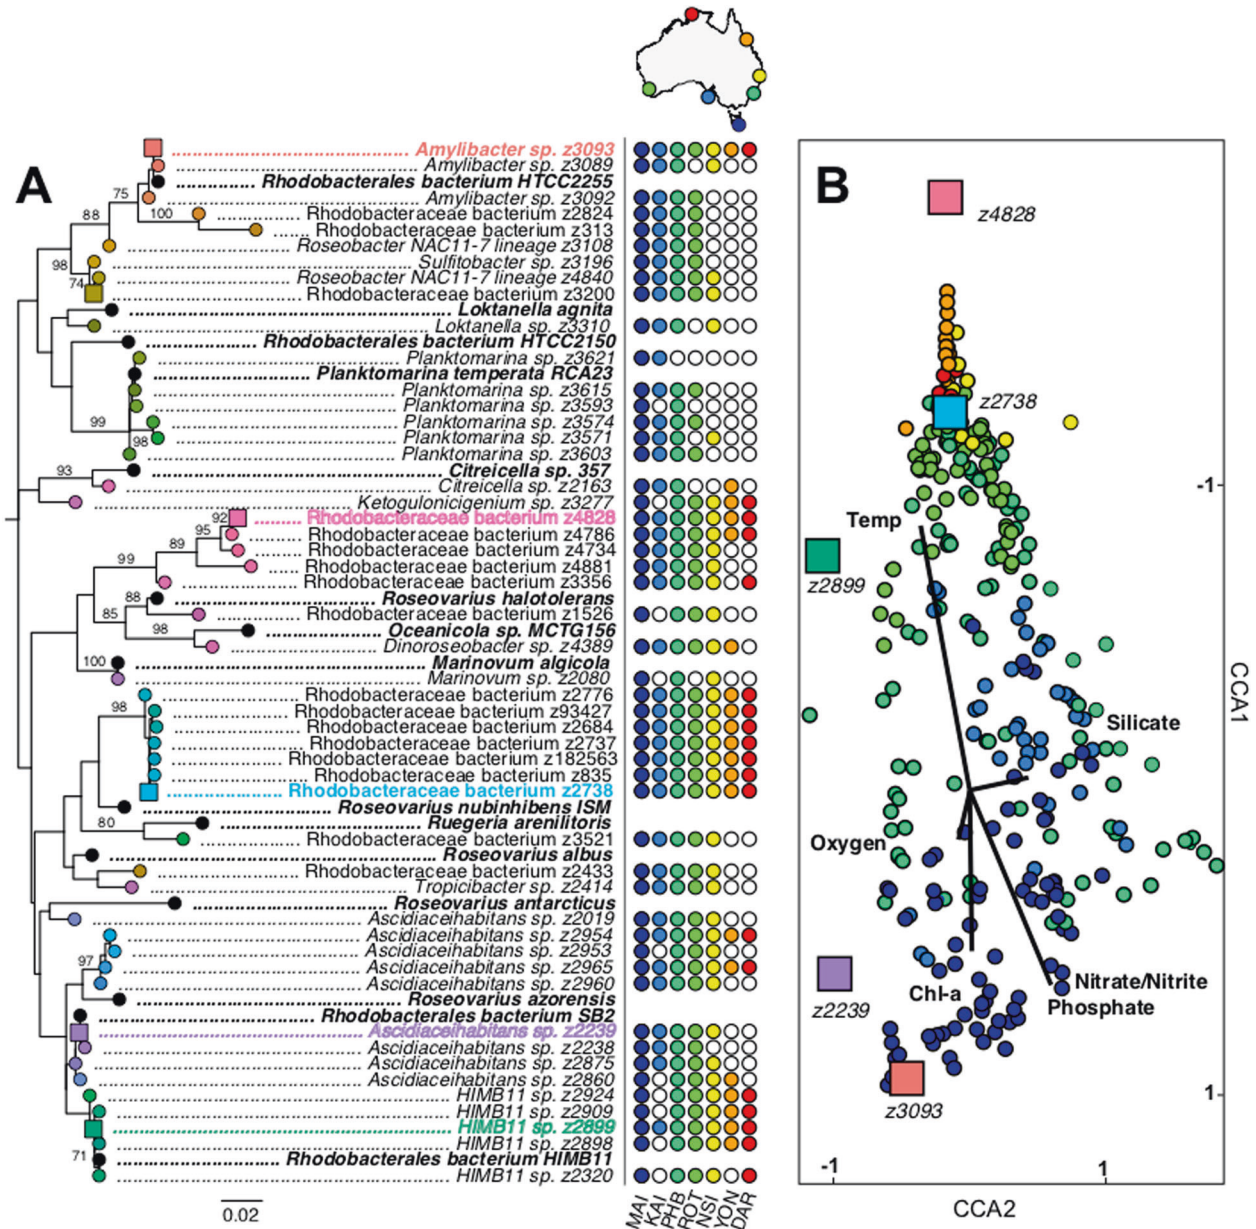 A
B
Amylibacter sp. z3093
Amylibacter sp. z3089
Rhodobacterales bacterium HTCC2255
75
Amylibacter sp. z3092
100
Rhodobacteraceae bacterium z2824
88
Rhodobacteraceae bacterium z313
Roseobacter NAC11-7 lineage z3108
98
Sulfitobacter sp. z3196
74
Roseobacter NAC11-7 lineage z4840
Rhodobacteraceae bacterium z3200
Loktanella agnita
Loktanella sp. z3310
Rhodobacterales bacterium HTCC2150
Planktomarina sp. z3621
Planktomarina temperata RCA23
Planktomarina sp. z3615
Planktomarina sp. z3593
99
Planktomarina sp. z3574
98
Planktomarina sp. z3571
Planktomarina sp. z3603
93
Citreicella sp. 357
Citreicella sp. z2163
Ketogulonicigenium sp. z3277
92
Rhodobacteraceae bacterium z4828
95
Rhodobacteraceae bacterium z4786
89
Rhodobacteraceae bacterium z4734
99
Rhodobacteraceae bacterium z4881
Rhodobacteraceae bacterium z3356
88
Roseovarius halotolerans
85
Rhodobacteraceae bacterium z1526
98
Oceanicola sp. MCTG156
Dinoroseobacter sp. z4389
100
Marinovum algicola
Marinovum sp. z2080
Rhodobacteraceae bacterium z2776
98
Rhodobacteraceae bacterium z93427
Rhodobacteraceae bacterium z2684
Rhodobacteraceae bacterium z2737
Rhodobacteraceae bacterium z182563
Rhodobacteraceae bacterium z835
Rhodobacteraceae bacterium z2738
Roseovarius nubinhibens ISM
80
Ruegeria arenilitoris
Rhodobacteraceae bacterium z3521
Roseovarius albus
Rhodobacteraceae bacterium z2433
Tropicibacter sp. z2414
Roseovarius antarcticus
Ascidiaceihabitans sp. z2019
Ascidiaceihabitans sp. z2954
Ascidiaceihabitans sp. z2953
97
Ascidiaceihabitans sp. z2965
Ascidiaceihabitans sp. z2960
Roseovarius azorensis
Rhodobacterales bacterium SB2
Ascidiaceihabitans sp. z2239
Ascidiaceihabitans sp. z2238
Ascidiaceihabitans sp. z2875
Ascidiaceihabitans sp. z2860
HIMB11 sp. z2924
HIMB11 sp. z2909
HIMB11 sp. z2899
HIMB11 sp. z2898
71
Rhodobacterales bacterium HIMB11
HIMB11 sp. z2320
0.02
MAI
KAI
PHB
ROT
NSI
YON
DAR
z4828
z2738
-1
Temp
z2899
CCA1
Silicate
Oxygen
z2239
Chl-a
Nitrate/Nitrite
Phosphate
z3093
1
-1
1
CCA2